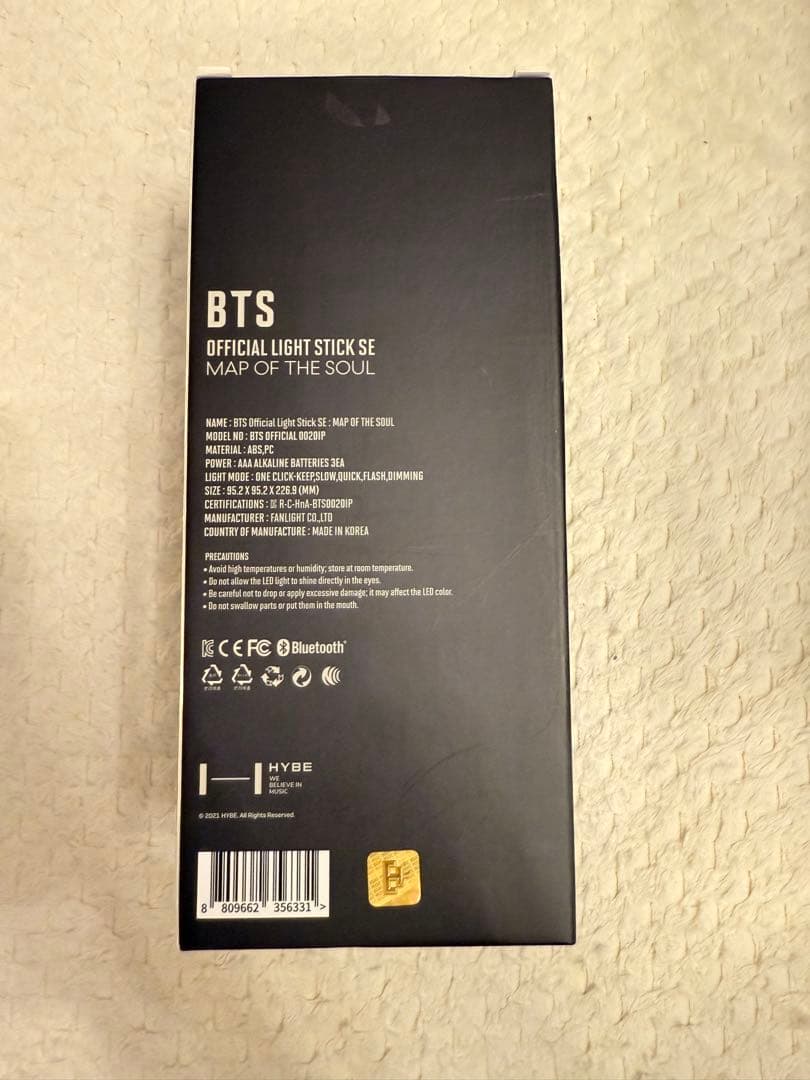 BTS
OFFICIAL LIGHT STICK SE
MAP OF THE SOUL
NAME : BTS Official Light Stick SE : MAP OF THE SOUL
MODEL NO : BTS OFFICIAL 0020IP
MATERIAL : ABS,PC
POWER : AAA ALKALINE BATTERIES 3EA
LIGHT MODE : ONE CLICK-KEEP,SLOW,QUICK,FLASH,DIMMING
SIZE : 95.2 X 95.2 X 226.9 (MM)
CERTIFICATIONS : R-C-HnA-BTS0020IP
MANUFACTURER : FANLIGHT CO.,LTD
COUNTRY OF MANUFACTURE : MADE IN KOREA
PRECAUTIONS
• Avoid high temperatures or humidity; store at room temperature.
• Do not allow the LED light to shine directly in the eyes.
• Be careful not to drop or apply excessive damage; it may affect the LED color.
• Do not swallow parts or put them in the mouth.
CE FC Bluetooth®
HYBE
WE
BELIEVE IN
MUSIC
© 2021 HYBE. All Rights Reserved.
8 809662 356331 >